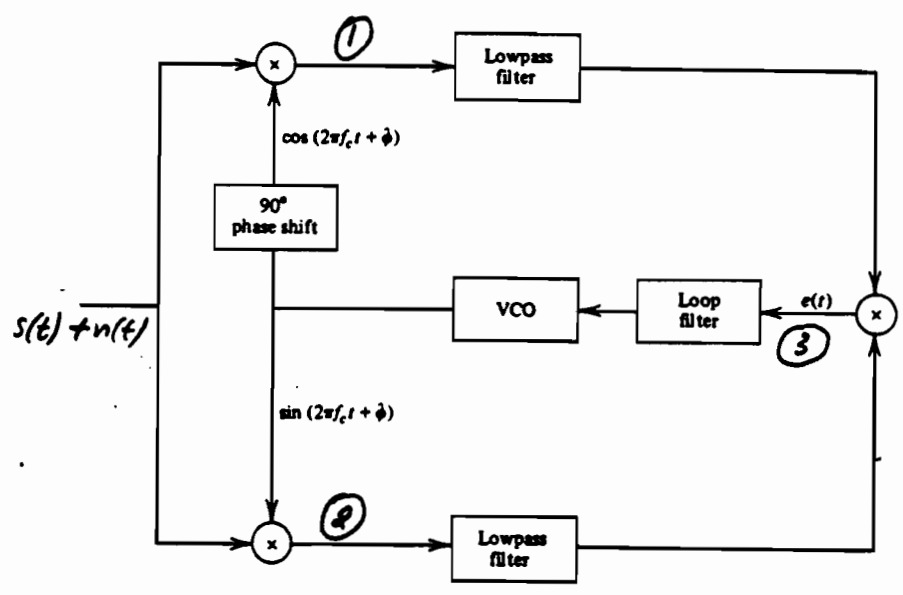 ①
Lowpass
filter
cos (2πf_c t + φ̂)
90°
phase shift
s(t) + n(t)
VCO
Loop
filter
e(t)
③
sin (2πf_c t + φ̂)
②
Lowpass
filter